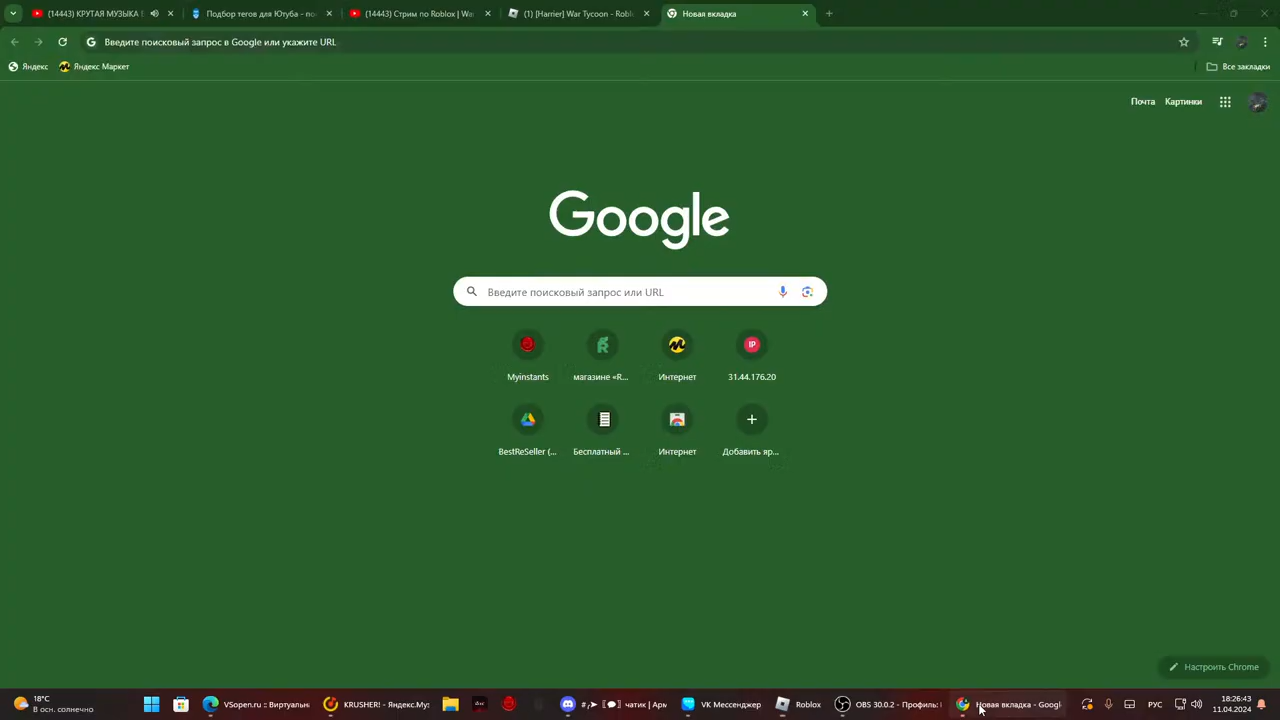 (14443) КРУТАЯ МУЗЫКА
Подбор тегов для Ютуба - по
(14443) Стрим по Roblox | Wa
(1) [Harrier] War Tycoon - Robl
Новая вкладка
Введите поисковый запрос в Google или укажите URL
Яндекс
Яндекс Маркет
Все закладки
Почта
Картинки
Google
Введите поисковый запрос или URL
Myinstants
магазине «R...
Интернет
31.44.176.20
BestReSeller (...
Бесплатный ...
Интернет
Добавить яр...
Настроить Chrome
18°C
В осн. солнечно
VSopen.ru :: Виртуальн
KRUSHER! - Яндекс.Му
чатик | Арм
VK Мессенджер
Roblox
OBS 30.0.2 - Профиль:
Новая вкладка - Googl
РУС
18:26:43
11.04.2024